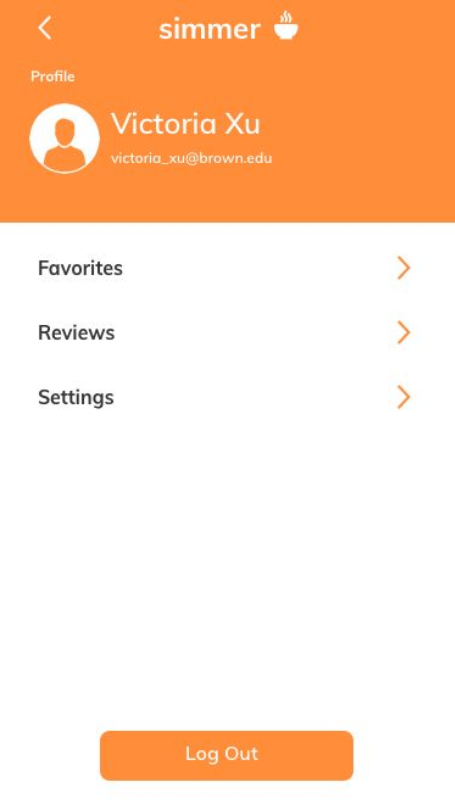 simmer
Profile
Victoria Xu
victoria_xu@brown.edu
Favorites
Reviews
Settings
Log Out